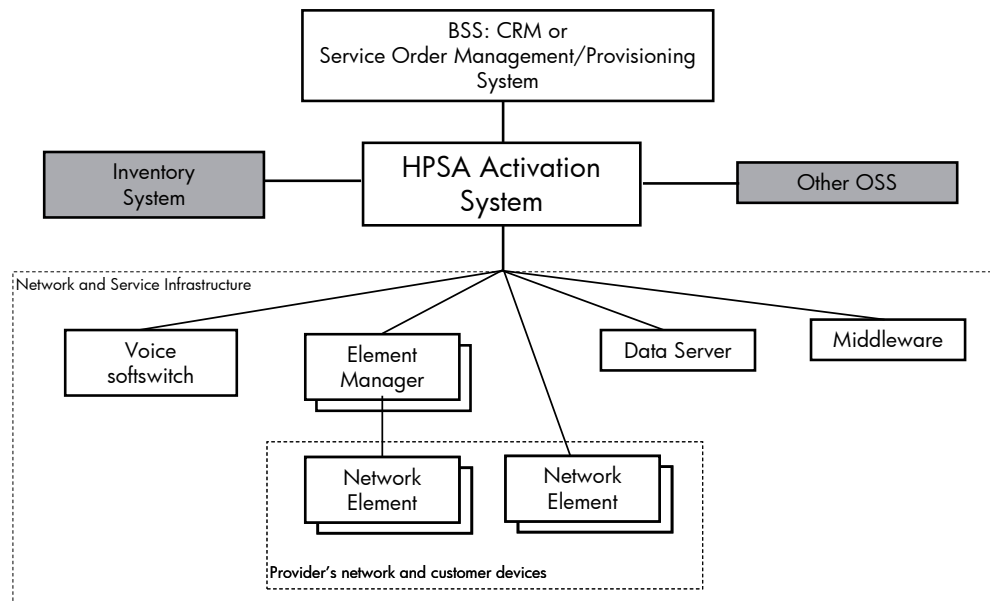 BSS: CRM or
Service Order Management/Provisioning
System
Inventory
System
HPSA Activation
System
Other OSS
Network and Service Infrastructure
Voice
softswitch
Element
Manager
Data Server
Middleware
Network
Element
Network
Element
Provider's network and customer devices